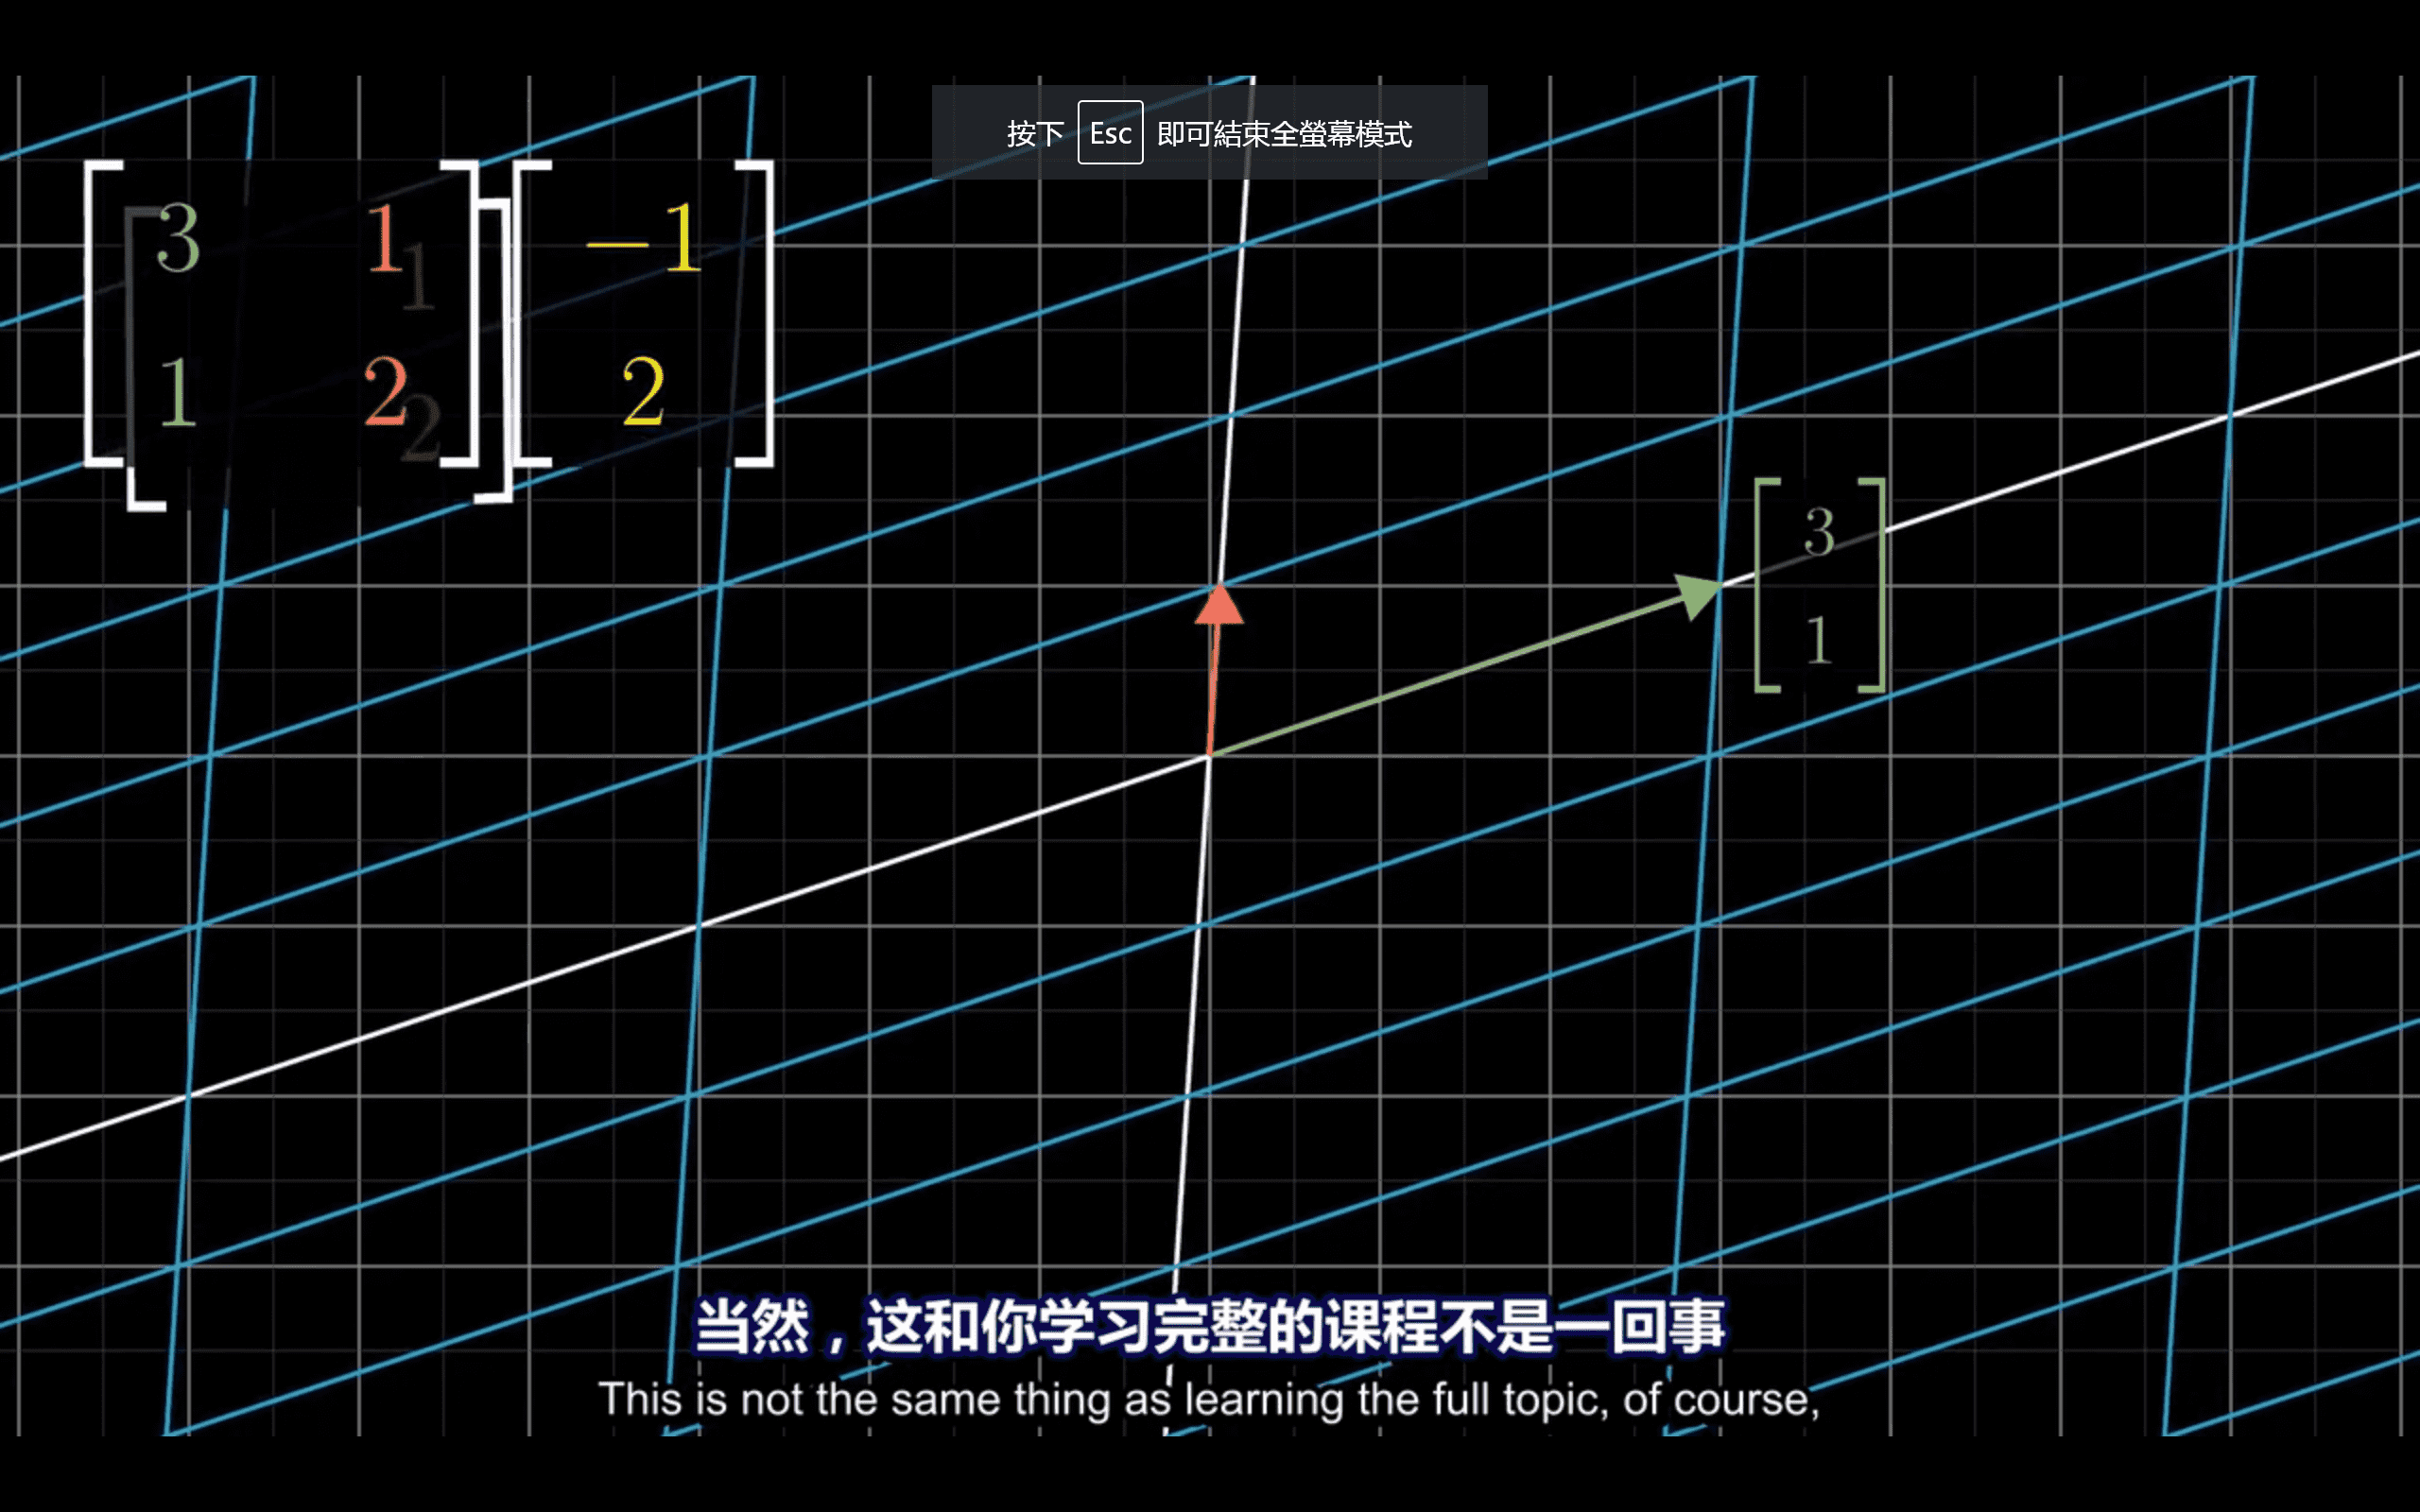 按下 Esc 即可結束全螢幕模式
3 1 -1
1 2 2
1
2
3
1
当然，这和你学习完整的课程不是一回事
This is not the same thing as learning the full topic, of course,